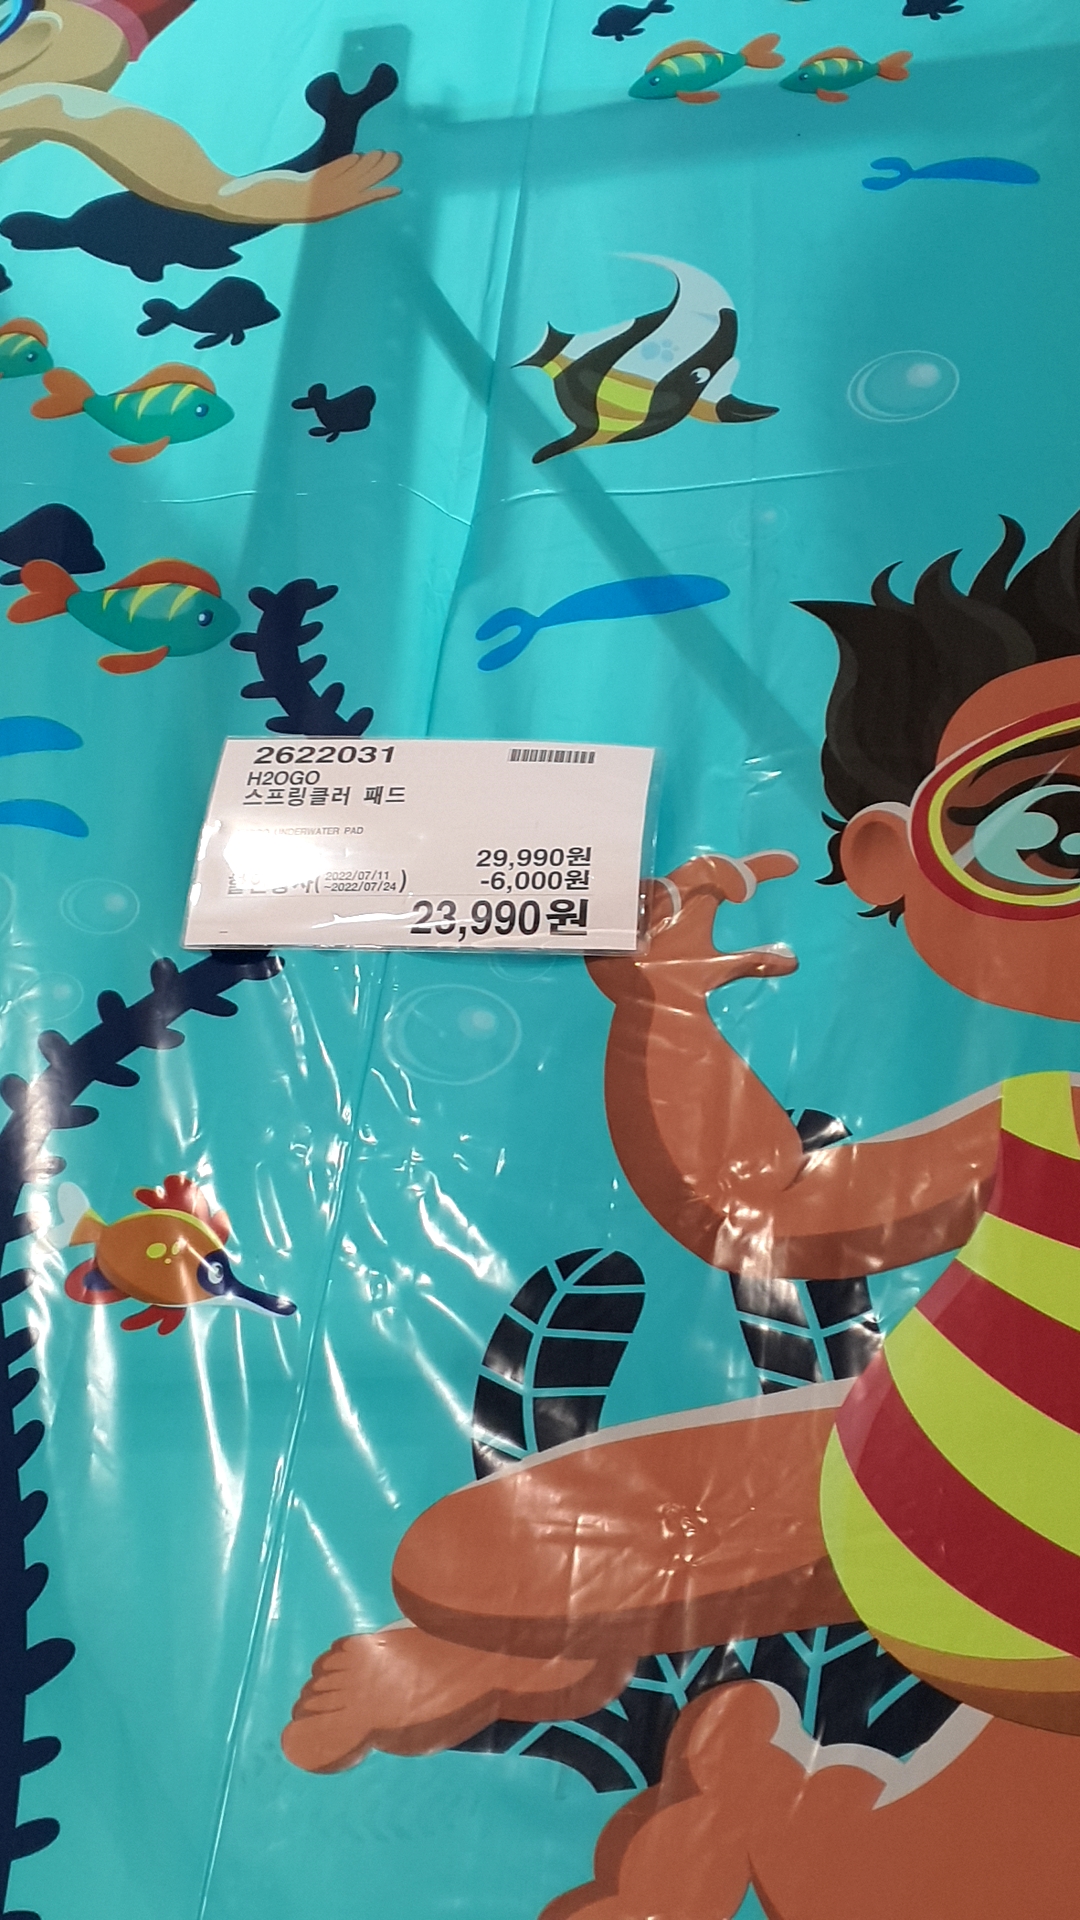 2622031
H2OGO
스프링클러 패드
UNDERWATER PAD
29,990원
(2022/07/11
~2022/07/24)
-6,000원
23,990원